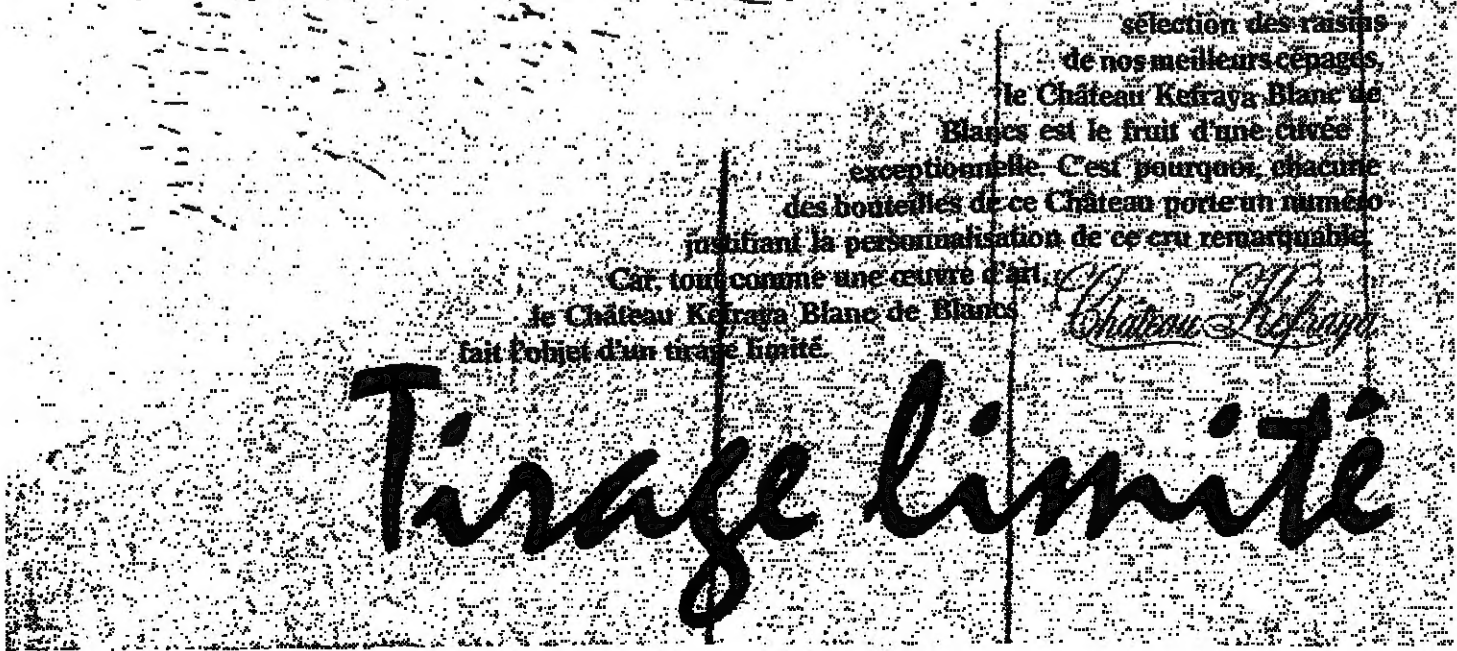 sélection des raisins
de nos meilleurs cépages,
le Château Kefraya Blanc de
Blancs est le fruit d'une cuvée
exceptionnelle. C'est pourquoi, chacune
des bouteilles de ce Château porte un numéro
justifiant la personnalisation de ce cru remarquable.
Car, tout comme une œuvre d'art,
le Château Kefraya Blanc de Blancs
fait l'objet d'un tirage limité.
Château Kefraya
Tirage limité